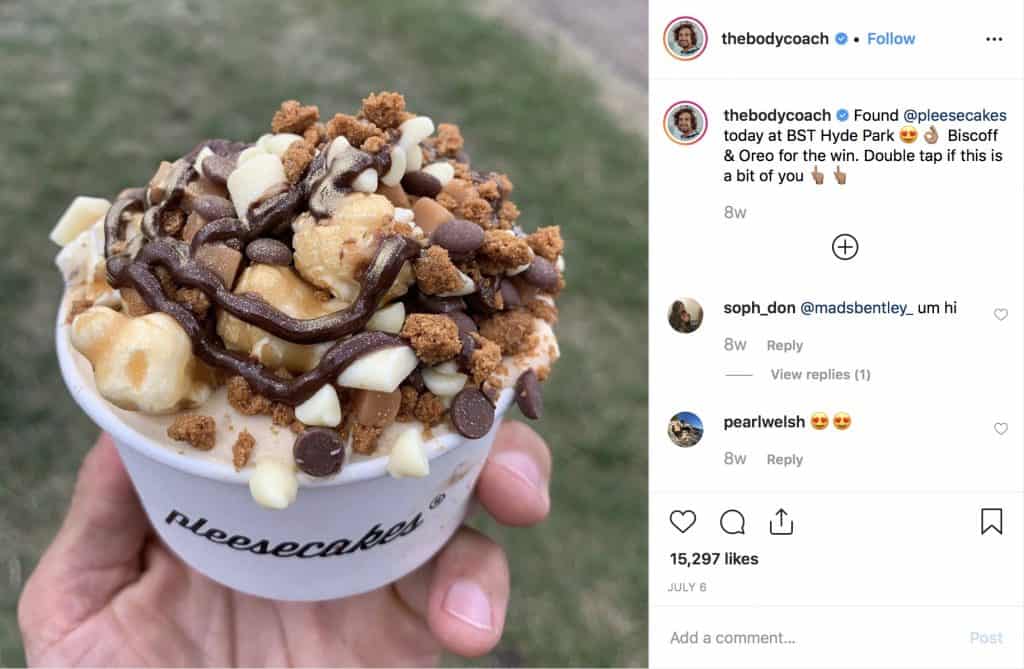 thebodycoach • Follow
thebodycoach Found @pleesecakes
today at BST Hyde Park 😍 👌🏽 Biscoff
& Oreo for the win. Double tap if this is
a bit of you 👆🏽 👆🏽
8w
soph_don @madsbentley_ um hi
8w Reply
View replies (1)
pearlwelsh 😍 😍
8w Reply
15,297 likes
JULY 6
Add a comment... Post
pleesecakes®